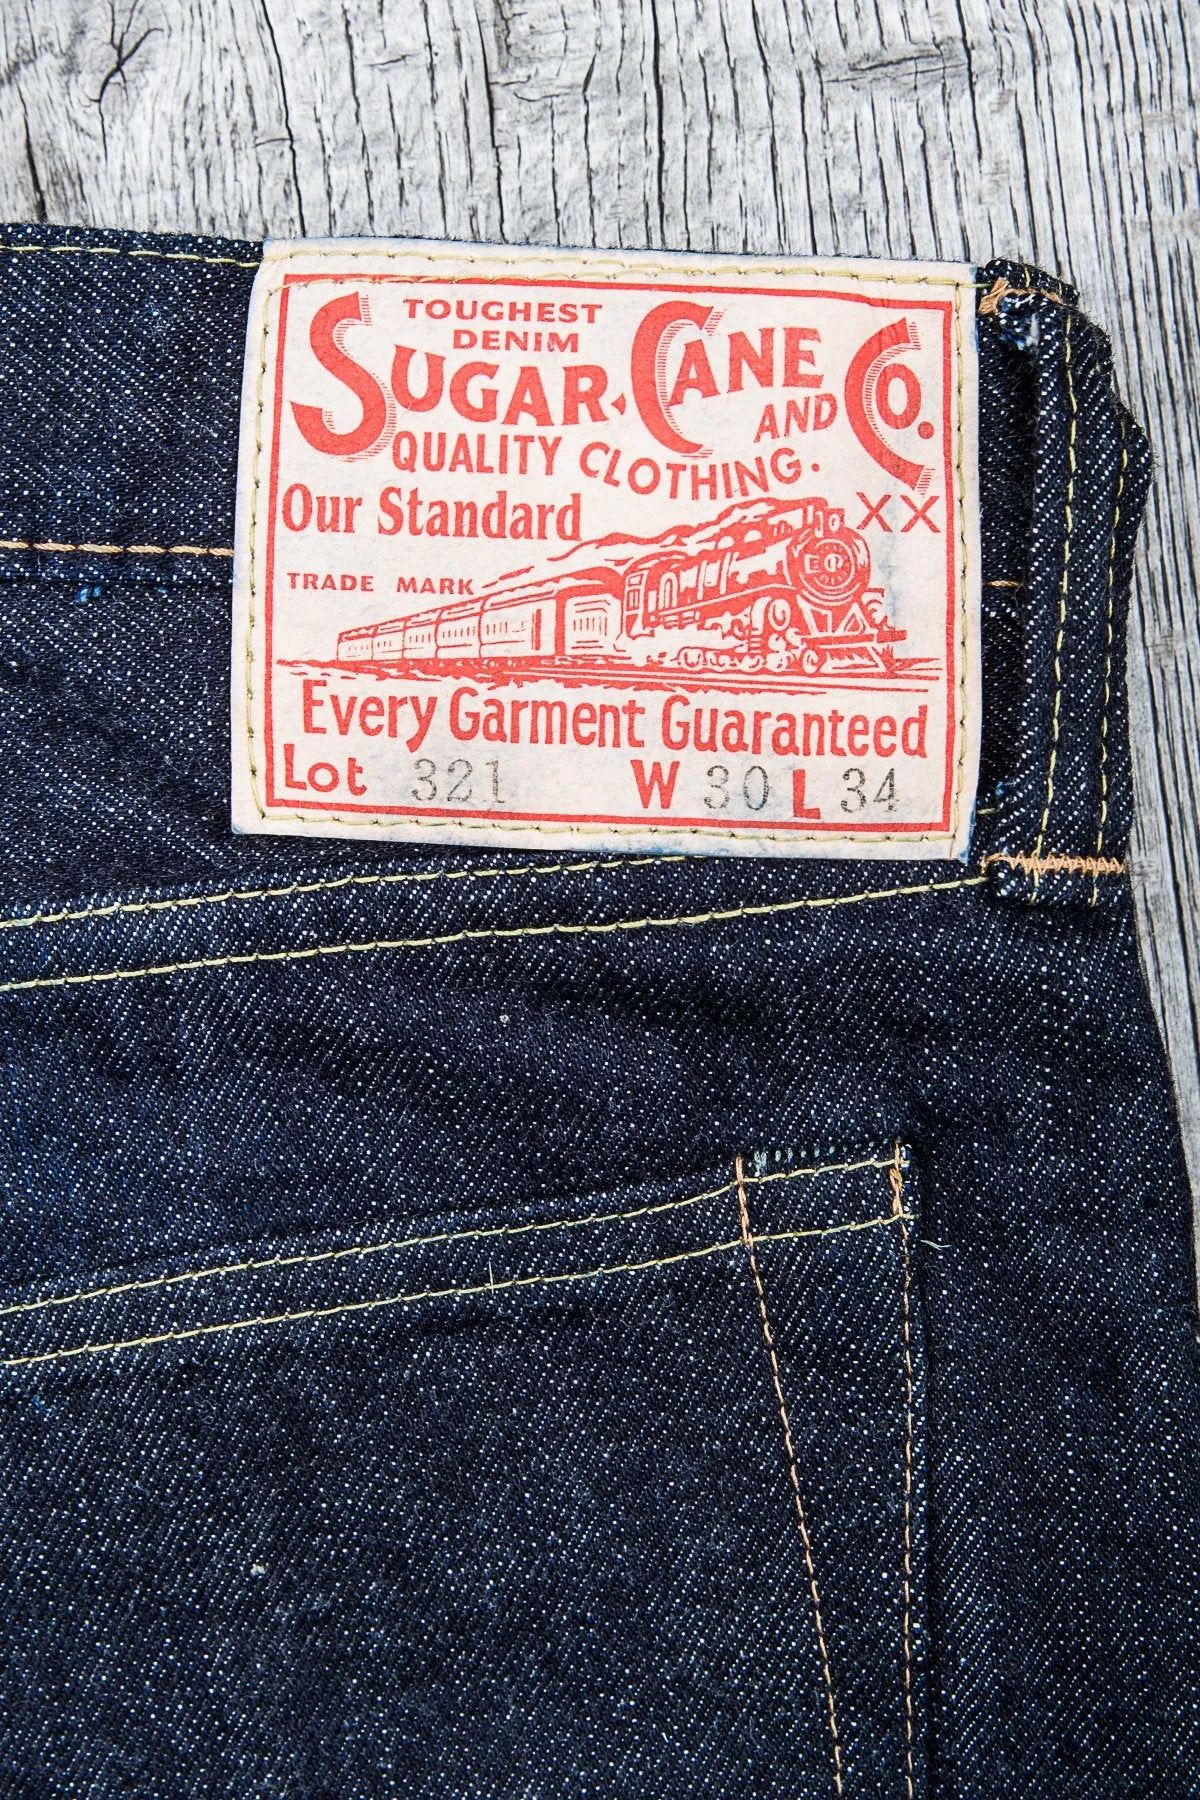 TOUGHEST
DENIM
SUGAR CANE CO.
QUALITY CLOTHING. AND
Our Standard
XX
TRADE MARK
Every Garment Guaranteed
Lot 321 W 30 L 34